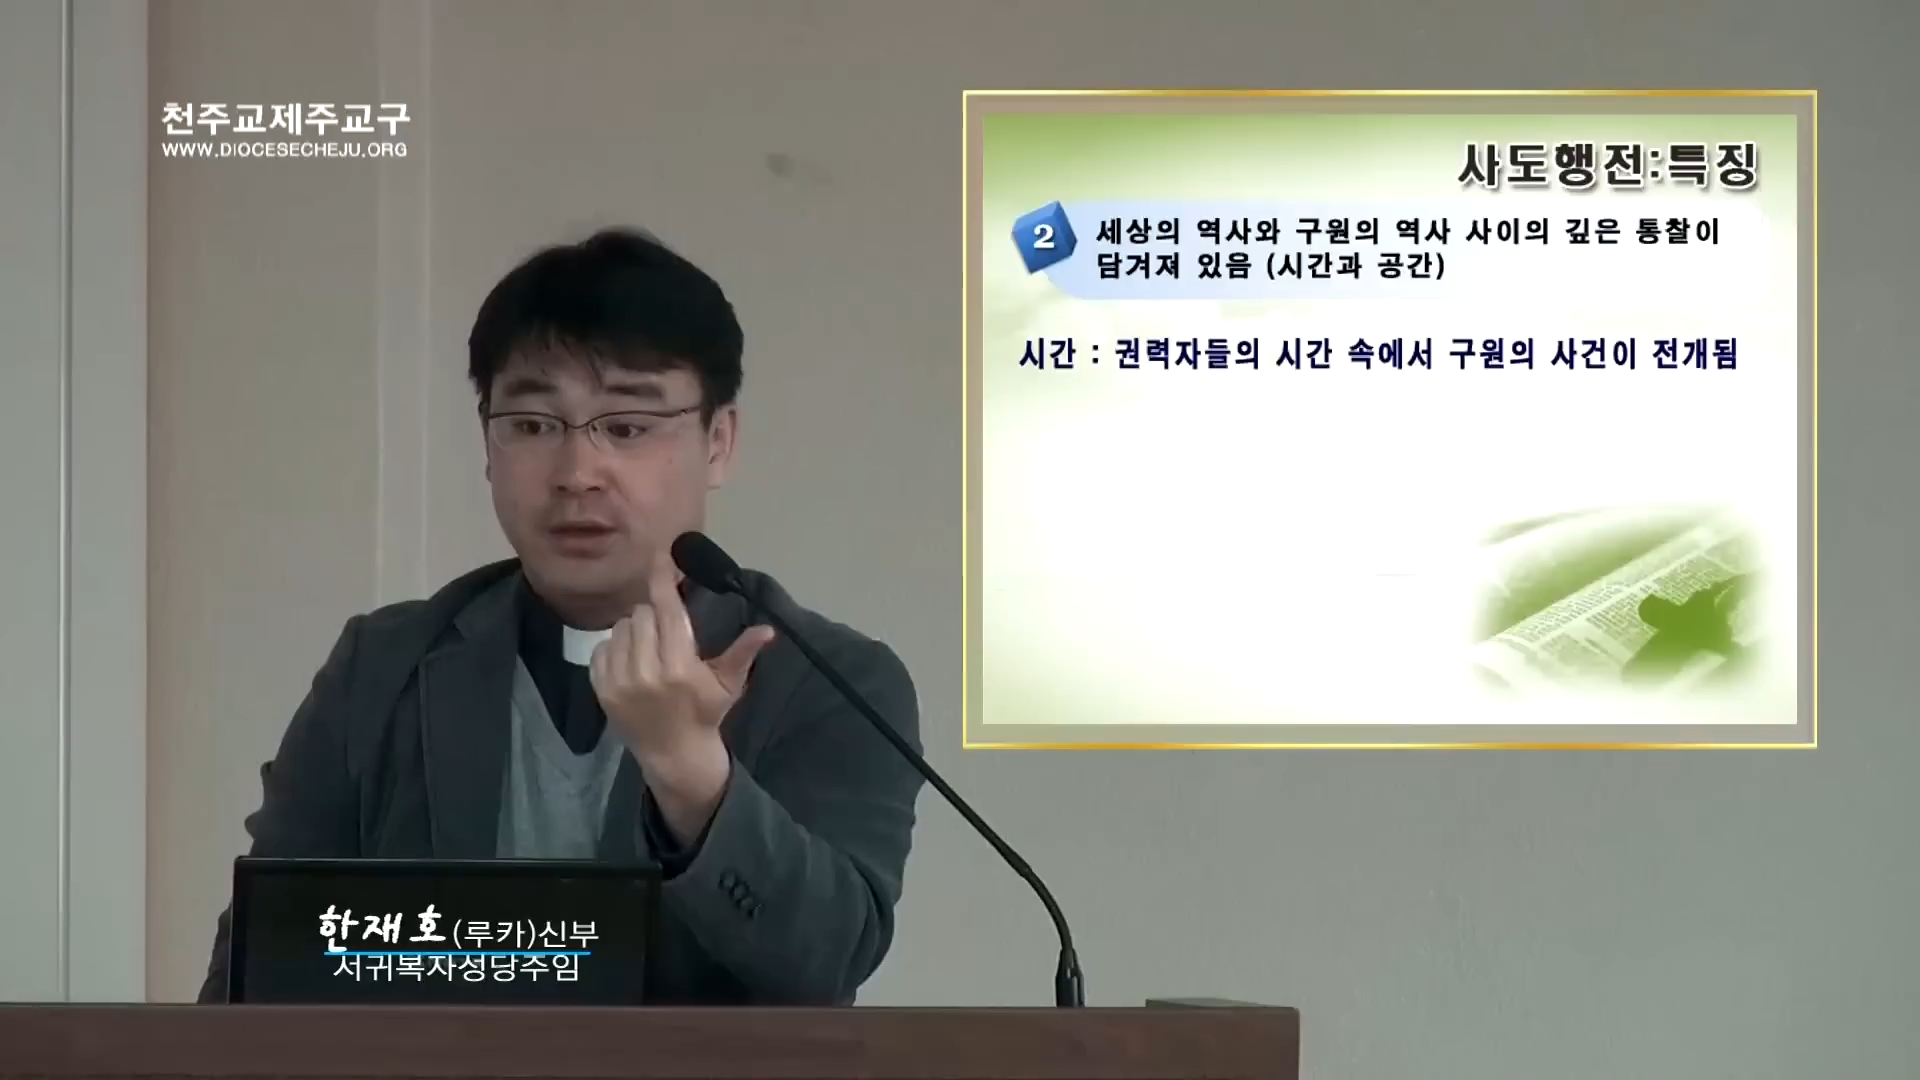 천주교제주교구
WWW.DIOCESECHEJU.ORG
사도행전:특징
2
세상의 역사와 구원의 역사 사이의 깊은 통찰이
담겨져 있음 (시간과 공간)
시간 : 권력자들의 시간 속에서 구원의 사건이 전개됨
한재호(루카)신부
서귀복자성당주임